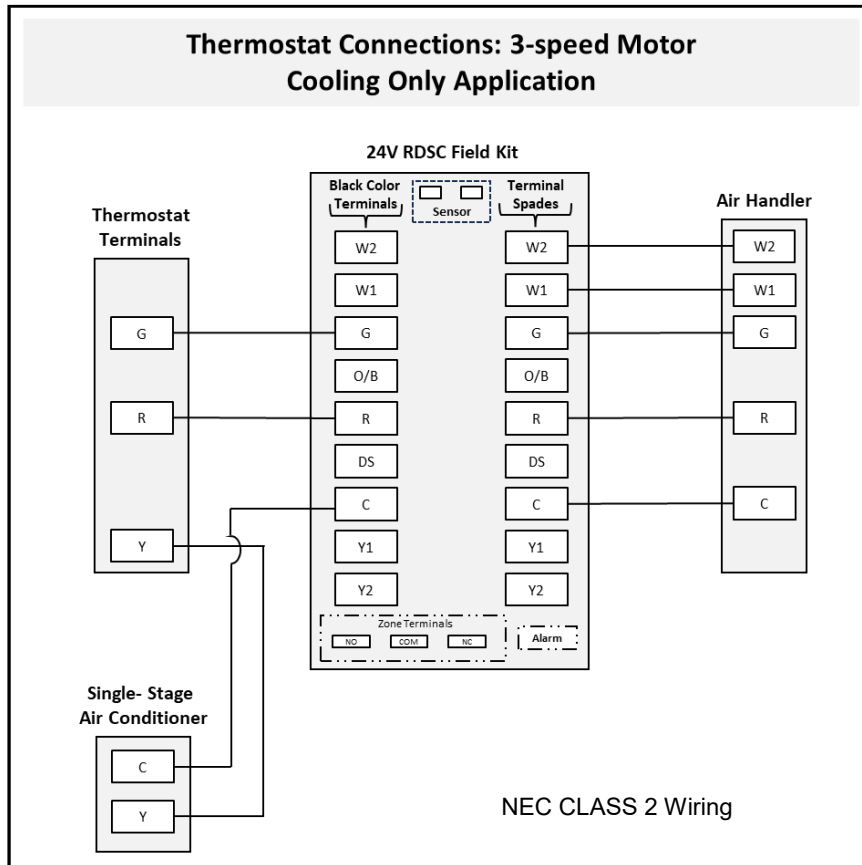 Thermostat Connections: 3-speed Motor
Cooling Only Application
24V RDSC Field Kit
Black Color
Terminals
Terminal
Spades
Sensor
Thermostat
Terminals
Air Handler
W2
W2
W2
W1
W1
W1
G
G
G
G
O/B
O/B
R
R
R
R
DS
DS
C
C
C
Y
Y1
Y1
Y2
Y2
Zone Terminals
NO
COM
NC
Alarm
Single- Stage
Air Conditioner
C
Y
NEC CLASS 2 Wiring